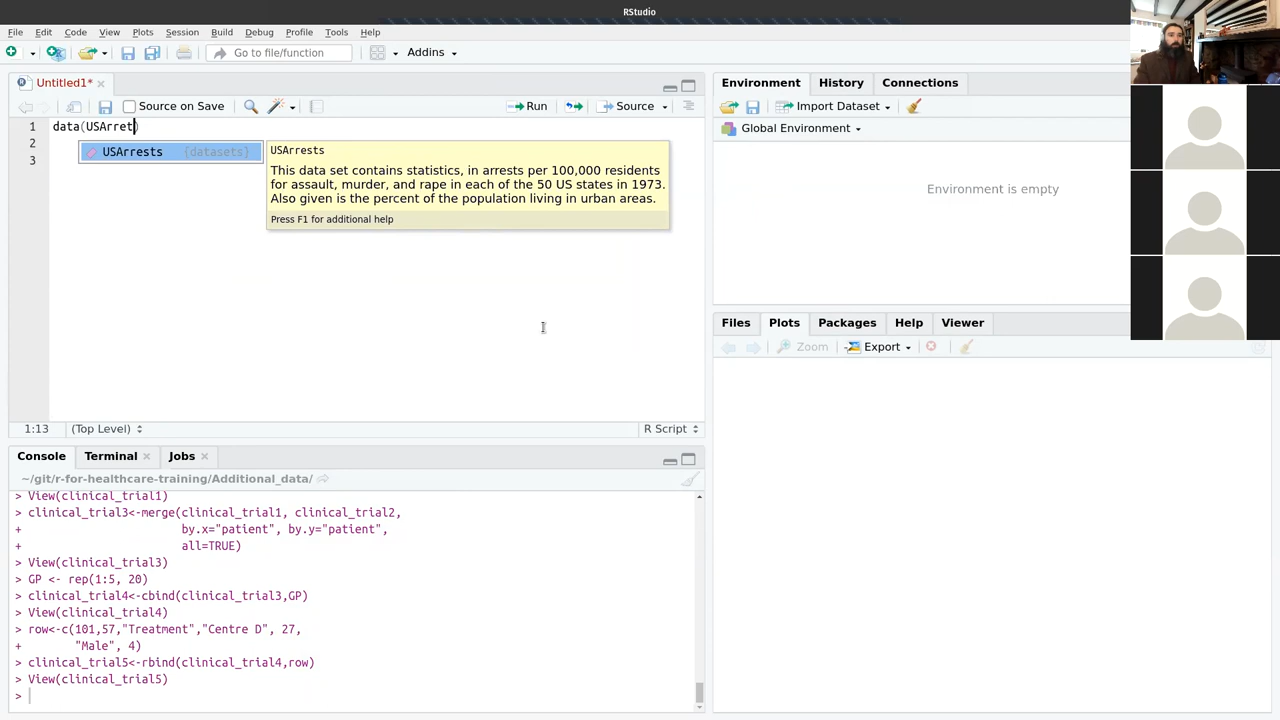 RStudio
File Edit Code View Plots Session Build Debug Profile Tools Help
Go to file/function Addins
Untitled1*
Source on Save Run Source
1 data(USArret)
2
3
USArrests {datasets}
USArrests
This data set contains statistics, in arrests per 100,000 residents
for assault, murder, and rape in each of the 50 US states in 1973.
Also given is the percent of the population living in urban areas.
Press F1 for additional help
1:13 (Top Level) R Script
Console Terminal Jobs
~/git/r-for-healthcare-training/Additional_data/
> View(clinical_trial1)
> clinical_trial3<-merge(clinical_trial1, clinical_trial2,
+ by.x="patient", by.y="patient",
+ all=TRUE)
> View(clinical_trial3)
> GP <- rep(1:5, 20)
> clinical_trial4<-cbind(clinical_trial3,GP)
> View(clinical_trial4)
> row<-c(101,57,"Treatment","Centre D", 27,
+ "Male", 4)
> clinical_trial5<-rbind(clinical_trial4,row)
> View(clinical_trial5)
>
Environment History Connections
Import Dataset
Global Environment
Environment is empty
Files Plots Packages Help Viewer
Zoom Export